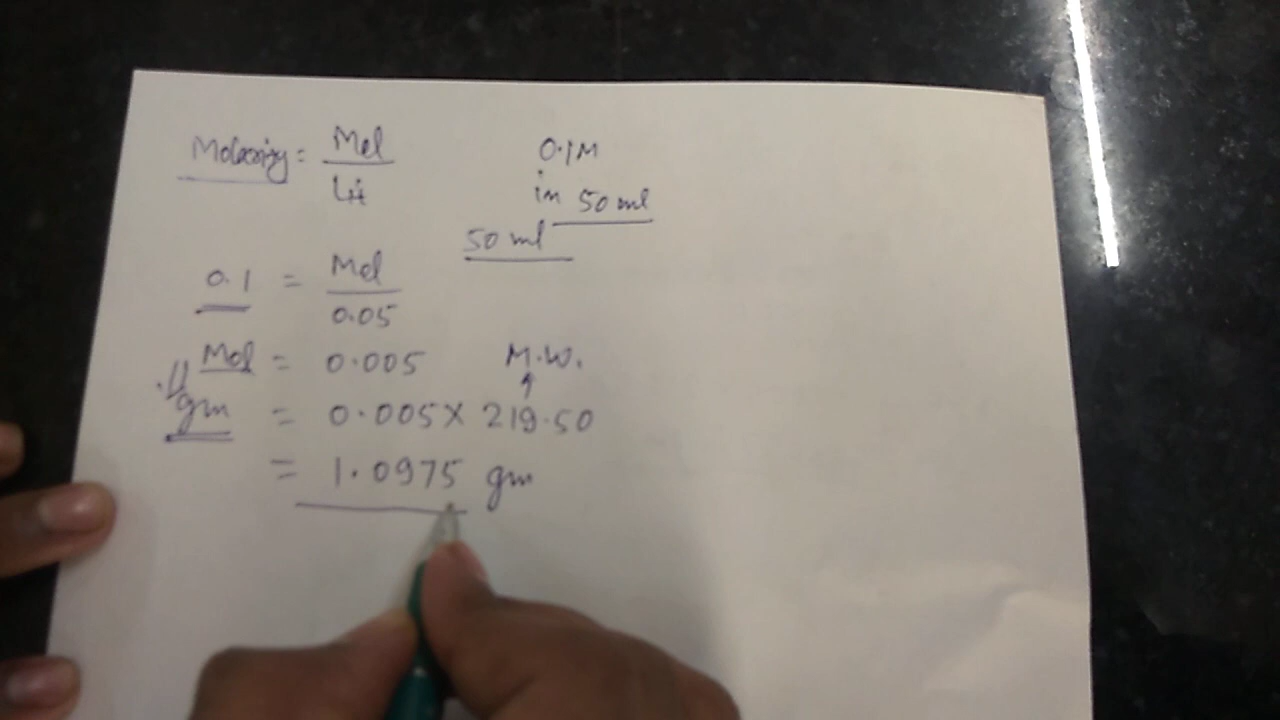 Molarity = Mol / Lit
0.1M
in 50 ml
50 ml
0.1 = Mol / 0.05
Mol = 0.005
M.W.
gm = 0.005 x 219.50
= 1.0975 gm